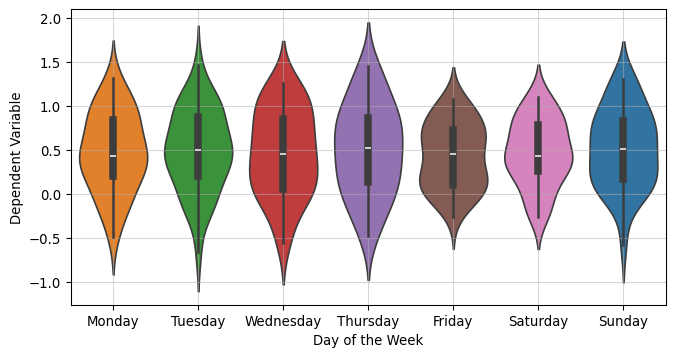 2.0
1.5
1.0
0.5
0.0
−0.5
−1.0
Dependent Variable
Monday Tuesday Wednesday Thursday Friday Saturday Sunday
Day of the Week